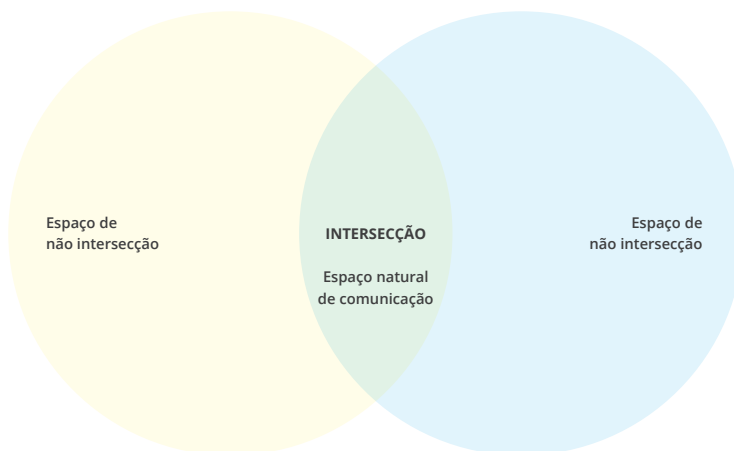 Espaço de
não intersecção
INTERSECÇÃO
Espaço natural
de comunicação
Espaço de
não intersecção